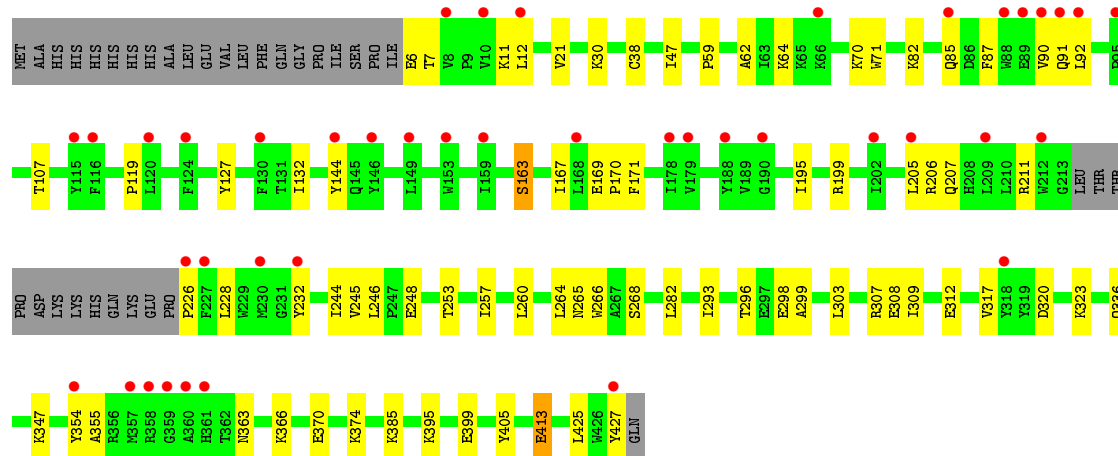 MET ALA HIS HIS HIS HIS HIS HIS ALA LEU GLU VAL LEU PHE GLN GLY PRO ILE SER PRO ILE E6 T7 V8 P9 V10 K11 L12 V21 K30 C38 I47 P59 A62 I63 K64 K65 K66 K70 W71 K82 Q85 D86 F87 W88 E89 V90 Q91 L92 P95
T107 Y115 F116 P119 L120 F124 Y127 F130 T131 I132 Y144 Q145 Y146 L149 W153 I159 S163 I167 L168 E169 P170 F171 I178 V179 Y188 V189 G190 I195 R199 I202 L205 R206 Q207 H208 L209 L210 R211 W212 G213 LEU THR THR
PRO ASP LYS LYS HIS GLN LYS GLU PRO P226 F227 L228 W229 M230 G231 Y232 I244 V245 L246 P247 E248 T253 I257 L260 L264 N265 W266 A267 S268 L282 I293 T296 E297 E298 A299 L303 R307 E308 I309 E312 V317 Y318 Y319 D320 K323 Q336
K347 Y354 A355 R356 M357 R358 G359 A360 H361 T362 N363 K366 E370 K374 K385 K395 E399 Y405 E413 L425 W426 Y427 GLN